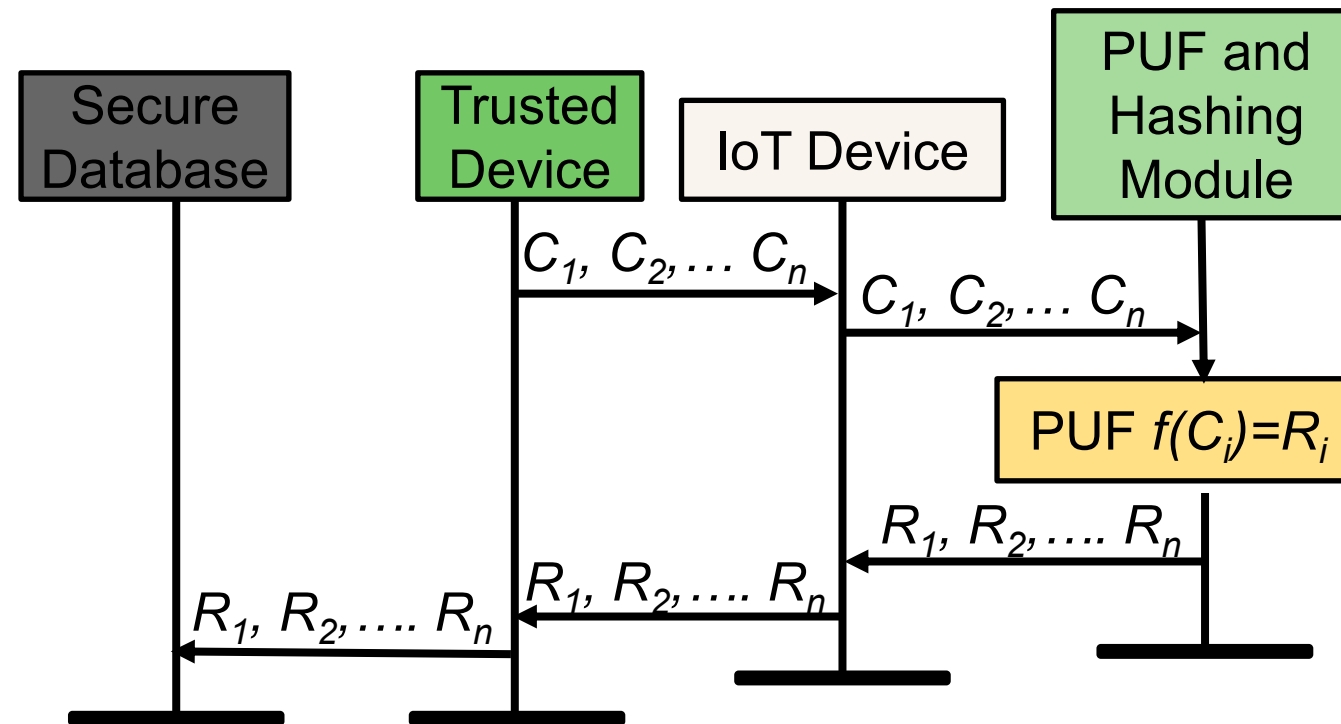 Secure
Database
Trusted
Device
IoT Device
PUF and
Hashing
Module
C₁, C₂,… Cₙ
C₁, C₂,… Cₙ
PUF f(Cᵢ)=Rᵢ
R₁, R₂,…. Rₙ
R₁, R₂,…. Rₙ
R₁, R₂,…. Rₙ